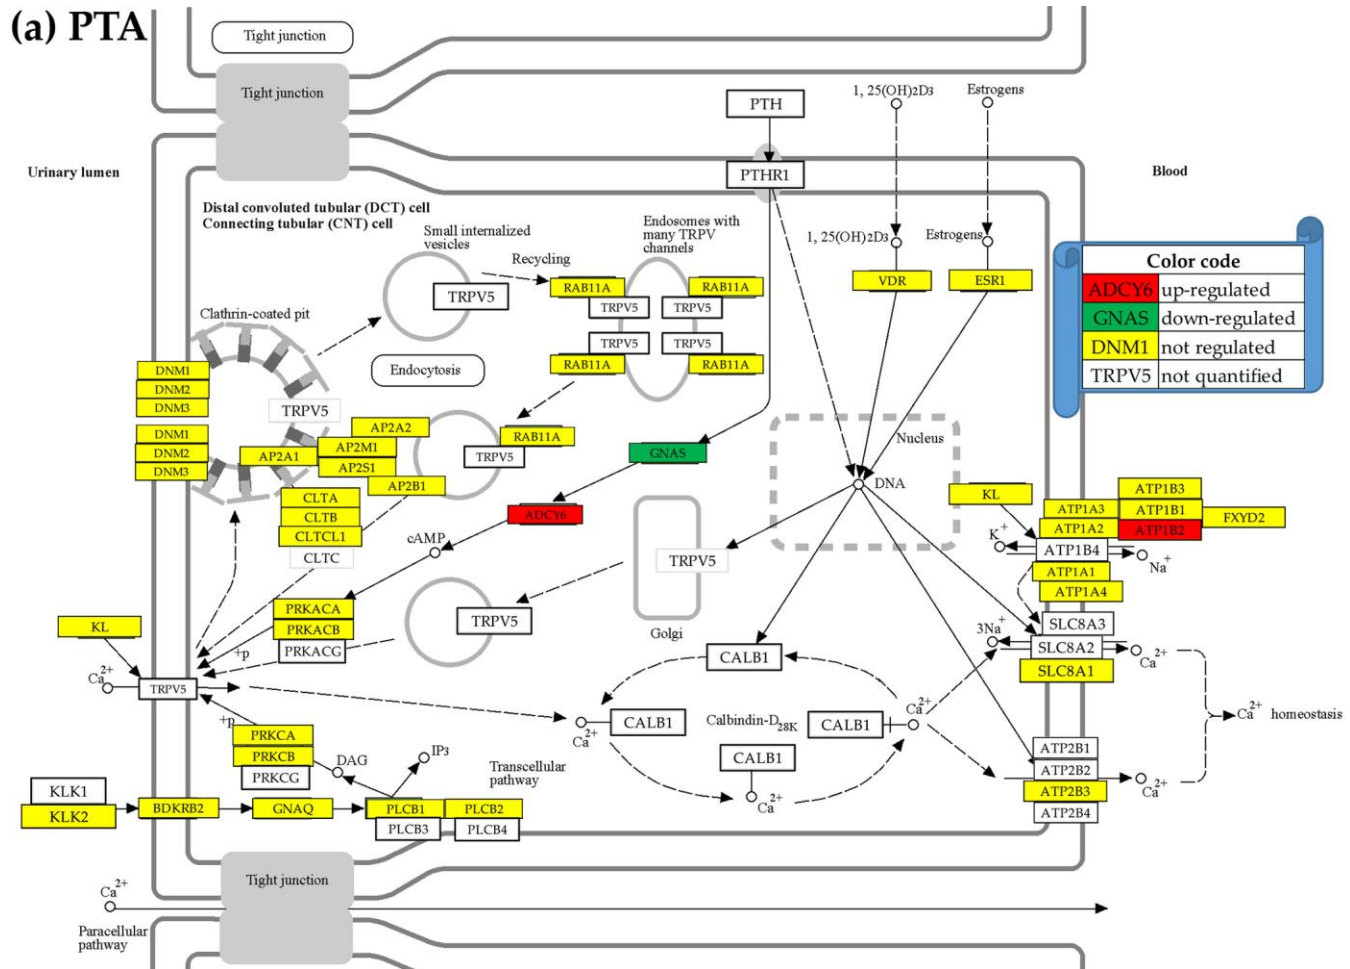 (a) PTA
Tight junction
Tight junction
PTH
1, 25(OH)2D3
Estrogens
Urinary lumen
PTHR1
Blood
Distal convoluted tubular (DCT) cell
Connecting tubular (CNT) cell
Small internalized
vesicles
Endosomes with
many TRPV
channels
1, 25(OH)2D3
Estrogens
Recycling
TRPV5
RAB11A
RAB11A
TRPV5
TRPV5
TRPV5
TRPV5
RAB11A
RAB11A
VDR
ESR1
Color code
ADCY6 up-regulated
GNAS down-regulated
DNM1 not regulated
TRPV5 not quantified
Clathrin-coated pit
Endocytosis
DNM1
DNM2
DNM3
TRPV5
DNM1
DNM2
DNM3
AP2A1
AP2A2
AP2M1
AP2S1
AP2B1
RAB11A
TRPV5
GNAS
Nucleus
DNA
CLTA
CLTB
CLTCL1
CLTC
ADCY6
cAMP
TRPV5
Golgi
KL
ATP1B3
ATP1A3
ATP1B1
FXYD2
ATP1A2
ATP1B2
K+
ATP1B4
Na+
ATP1A1
ATP1A4
PRKACA
PRKACB
PRKACG
+p
TRPV5
KL
Ca2+
TRPV5
3Na+
SLC8A3
SLC8A2
SLC8A1
Ca2+
CALB1
CALB1
Ca2+
Calbindin-D28K
CALB1
Ca2+
CALB1
Ca2+
Ca2+ homeostasis
+p
PRKCA
PRKCB
PRKCG
DAG
IP3
Transcellular
pathway
ATP2B1
ATP2B2
ATP2B3
ATP2B4
Ca2+
KLK1
KLK2
BDKRB2
GNAQ
PLCB1
PLCB2
PLCB3
PLCB4
Tight junction
Ca2+
Paracellular
pathway